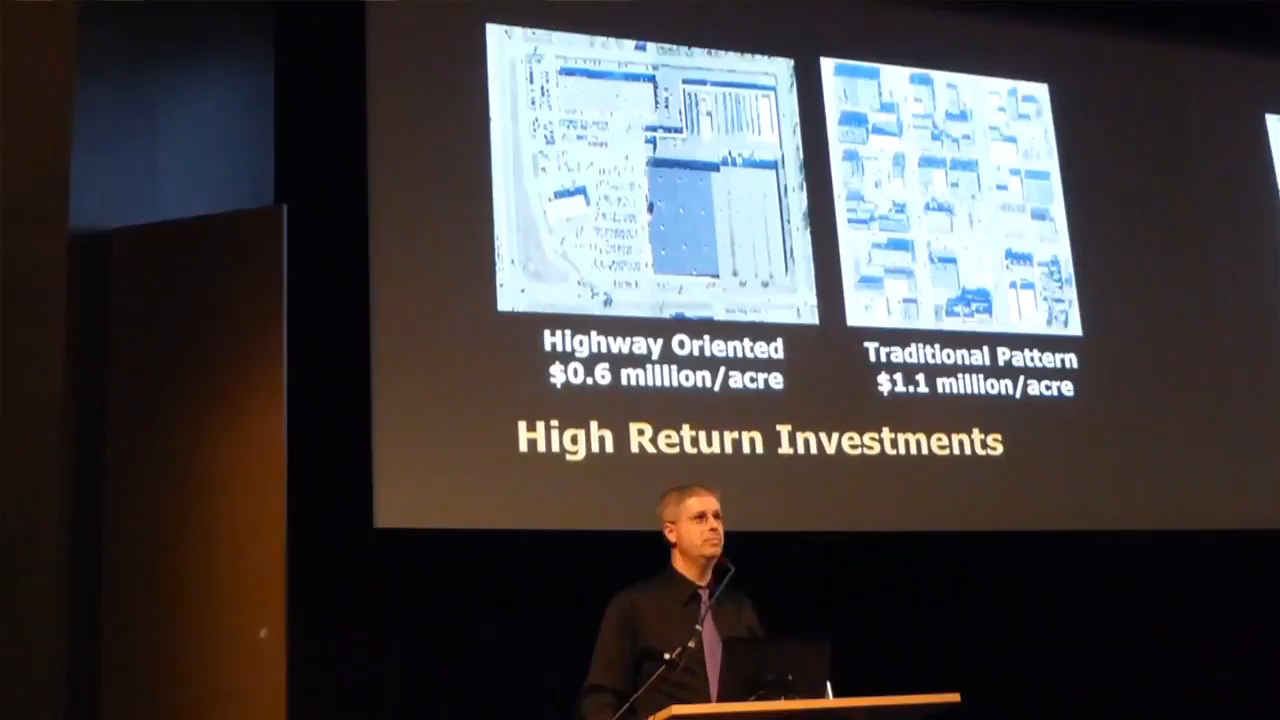 Highway Oriented
$0.6 million/acre
Traditional Pattern
$1.1 million/acre
High Return Investments